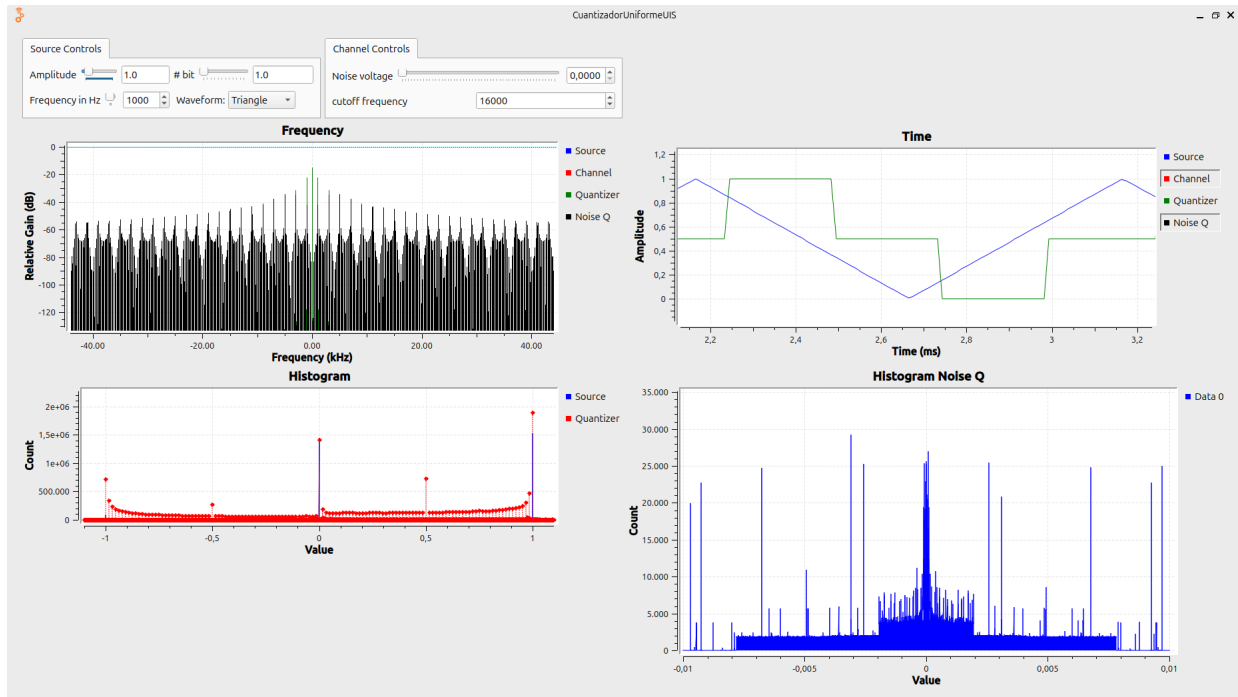 CuantizadorUniformeUIS
Source Controls
Amplitude 1.0 # bit 1.0
Frequency in Hz 1000 Waveform: Triangle
Channel Controls
Noise voltage 0,0000
cutoff frequency 16000
Frequency
Relative Gain (dB)
0
-20
-40
-60
-80
-100
-120
-40.00 -20.00 0.00 20.00 40.00
Frequency (kHz)
Source
Channel
Quantizer
Noise Q
Time
Amplitude
1,2
1
0,8
0,6
0,4
0,2
0
2,2 2,4 2,6 2,8 3 3,2
Time (ms)
Source
Channel
Quantizer
Noise Q
Histogram
Count
2e+06
1,5e+06
1e+06
500.000
0
-1 -0,5 0 0,5 1
Value
Source
Quantizer
Histogram Noise Q
Count
35.000
30.000
25.000
20.000
15.000
10.000
5.000
0
-0,01 -0,005 0 0,005 0,01
Value
Data 0